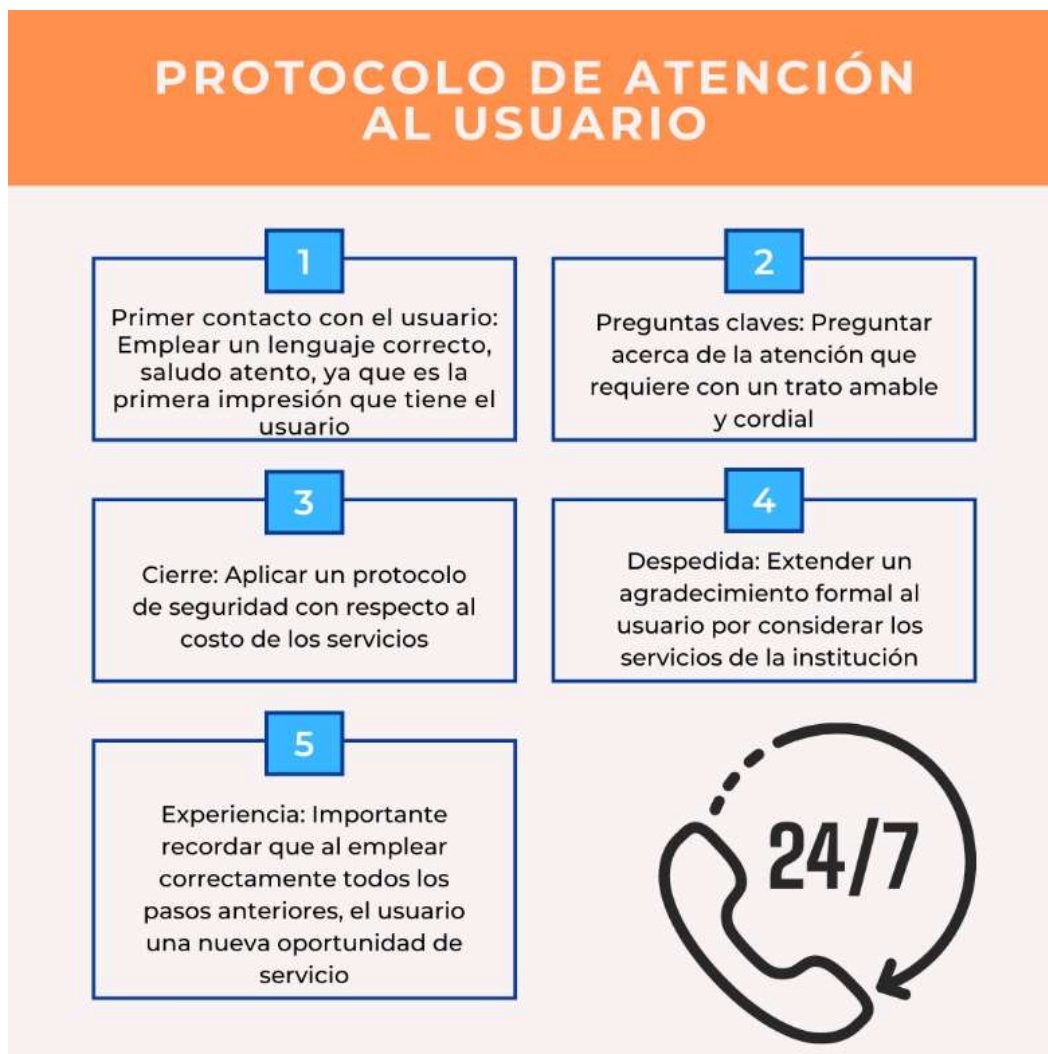 PROTOCOLO DE ATENCIÓN
AL USUARIO
1
Primer contacto con el usuario:
Emplear un lenguaje correcto,
saludo atento, ya que es la
primera impresión que tiene el
usuario
2
Preguntas claves: Preguntar
acerca de la atención que
requiere con un trato amable
y cordial
3
Cierre: Aplicar un protocolo
de seguridad con respecto al
costo de los servicios
4
Despedida: Extender un
agradecimiento formal al
usuario por considerar los
servicios de la institución
5
Experiencia: Importante
recordar que al emplear
correctamente todos los
pasos anteriores, el usuario
una nueva oportunidad de
servicio
24/7